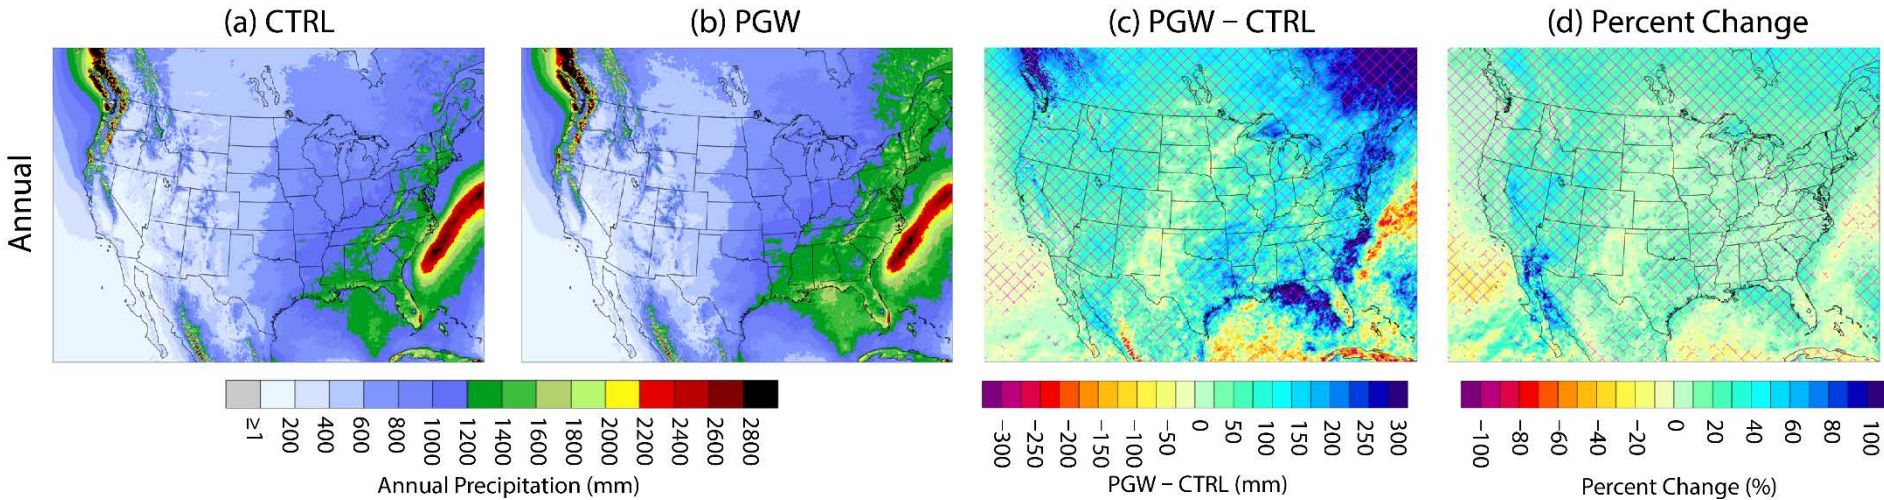 (a) CTRL
(b) PGW
(c) PGW − CTRL
(d) Percent Change
Annual
≥1 200 400 600 800 1000 1200 1400 1600 1800 2000 2200 2400 2600 2800
Annual Precipitation (mm)
−300 −250 −200 −150 −100 −50 0 50 100 150 200 250 300
PGW − CTRL (mm)
−100 −80 −60 −40 −20 0 20 40 60 80 100
Percent Change (%)